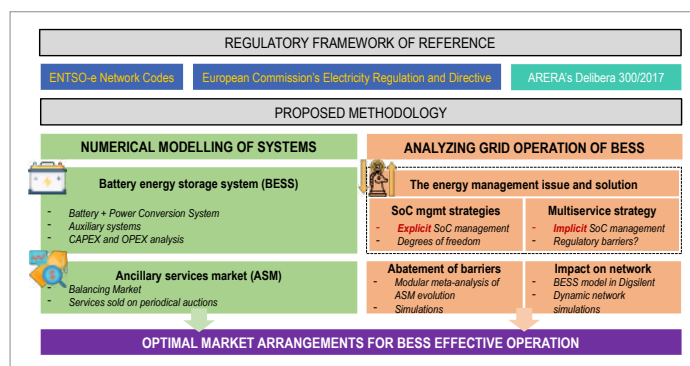 REGULATORY FRAMEWORK OF REFERENCE
ENTSO-e Network Codes
European Commission's Electricity Regulation and Directive
ARERA's Delibera 300/2017
PROPOSED METHODOLOGY
NUMERICAL MODELLING OF SYSTEMS
Battery energy storage system (BESS)
- Battery + Power Conversion System
- Auxiliary systems
- CAPEX and OPEX analysis
Ancillary services market (ASM)
- Balancing Market
- Services sold on periodical auctions
ANALYZING GRID OPERATION OF BESS
The energy management issue and solution
SoC mgmt strategies
- Explicit SoC management
- Degrees of freedom
Multiservice strategy
- Implicit SoC management
- Regulatory barriers?
Abatement of barriers
- Modular meta-analysis of
ASM evolution
- Simulations
Impact on network
- BESS model in Digsilent
- Dynamic network
simulations
OPTIMAL MARKET ARRANGEMENTS FOR BESS EFFECTIVE OPERATION